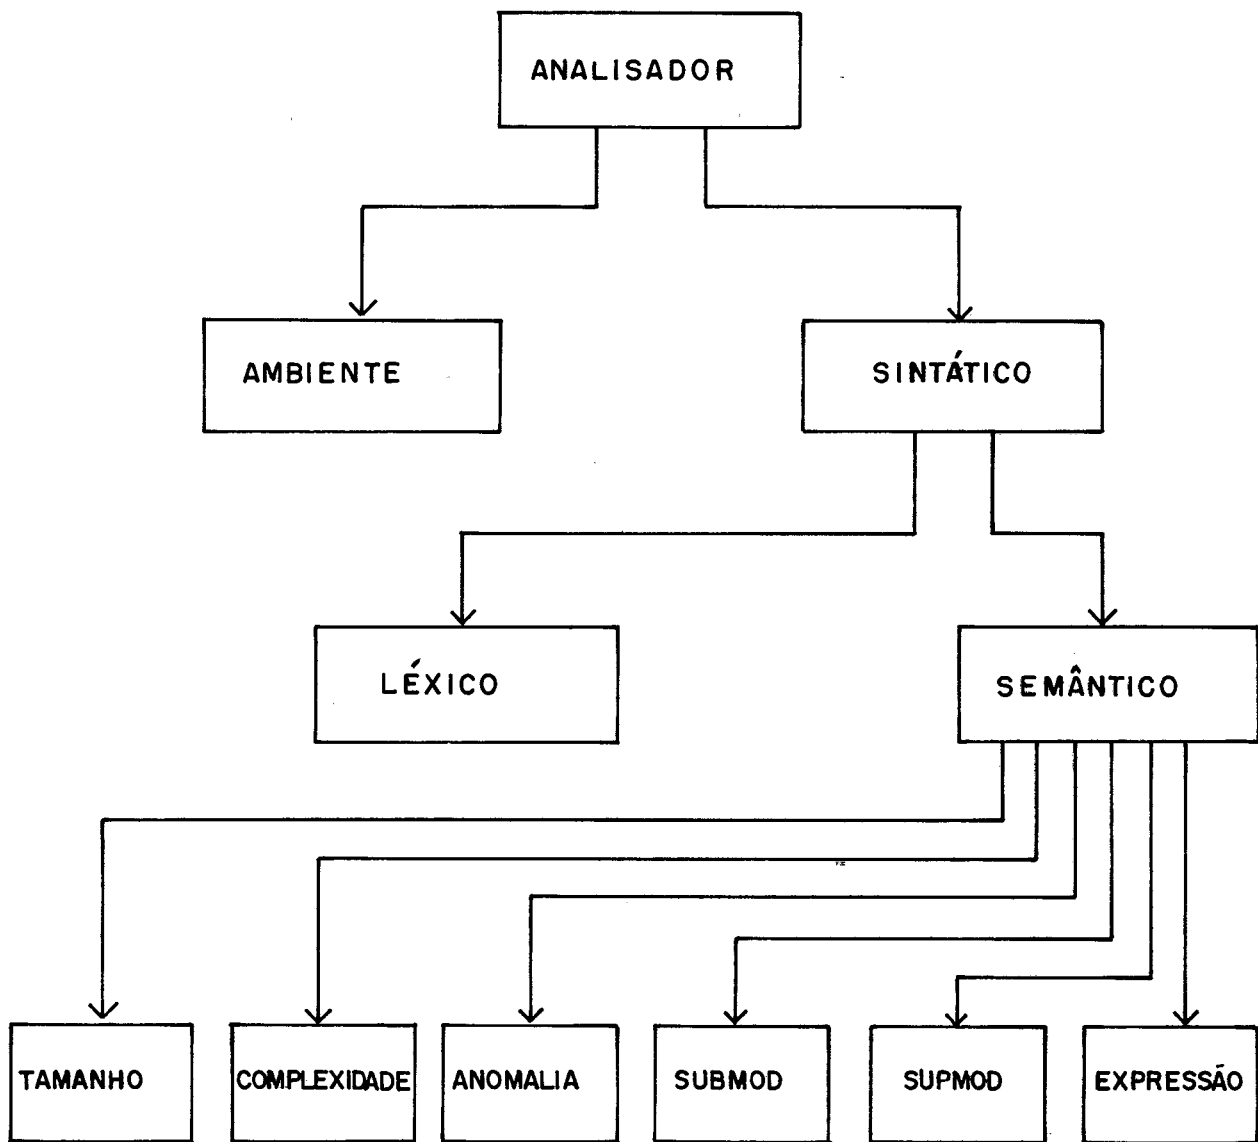 ANALISADOR
AMBIENTE
SINTÁTICO
LÉXICO
SEMÂNTICO
TAMANHO
COMPLEXIDADE
ANOMALIA
SUBMOD
SUPMOD
EXPRESSÃO